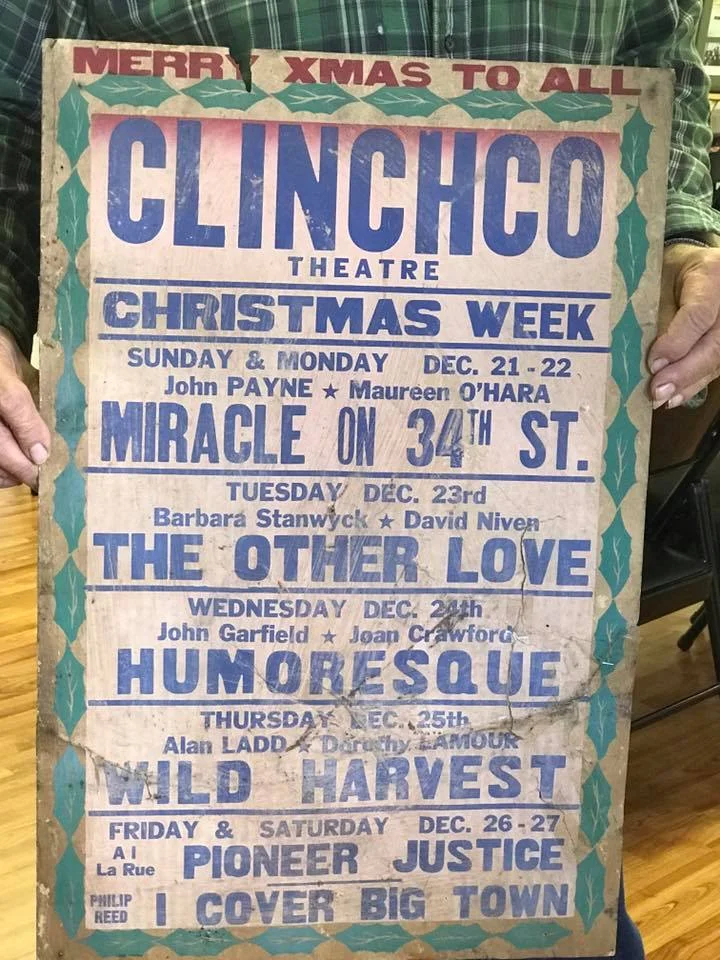 MERRY XMAS TO ALL
CLINCHCO
THEATRE
CHRISTMAS WEEK
SUNDAY & MONDAY DEC. 21 - 22
John PAYNE ★ Maureen O'HARA
MIRACLE ON 34TH ST.
TUESDAY DEC. 23rd
Barbara Stanwyck ★ David Niven
THE OTHER LOVE
WEDNESDAY DEC. 24th
John Garfield ★ Joan Crawford
HUMORESQUE
THURSDAY DEC. 25th
Alan LADD ★ Dorothy LAMOUR
WILD HARVEST
FRIDAY & SATURDAY DEC. 26 - 27
Al La Rue PIONEER JUSTICE
PHILIP REED I COVER BIG TOWN